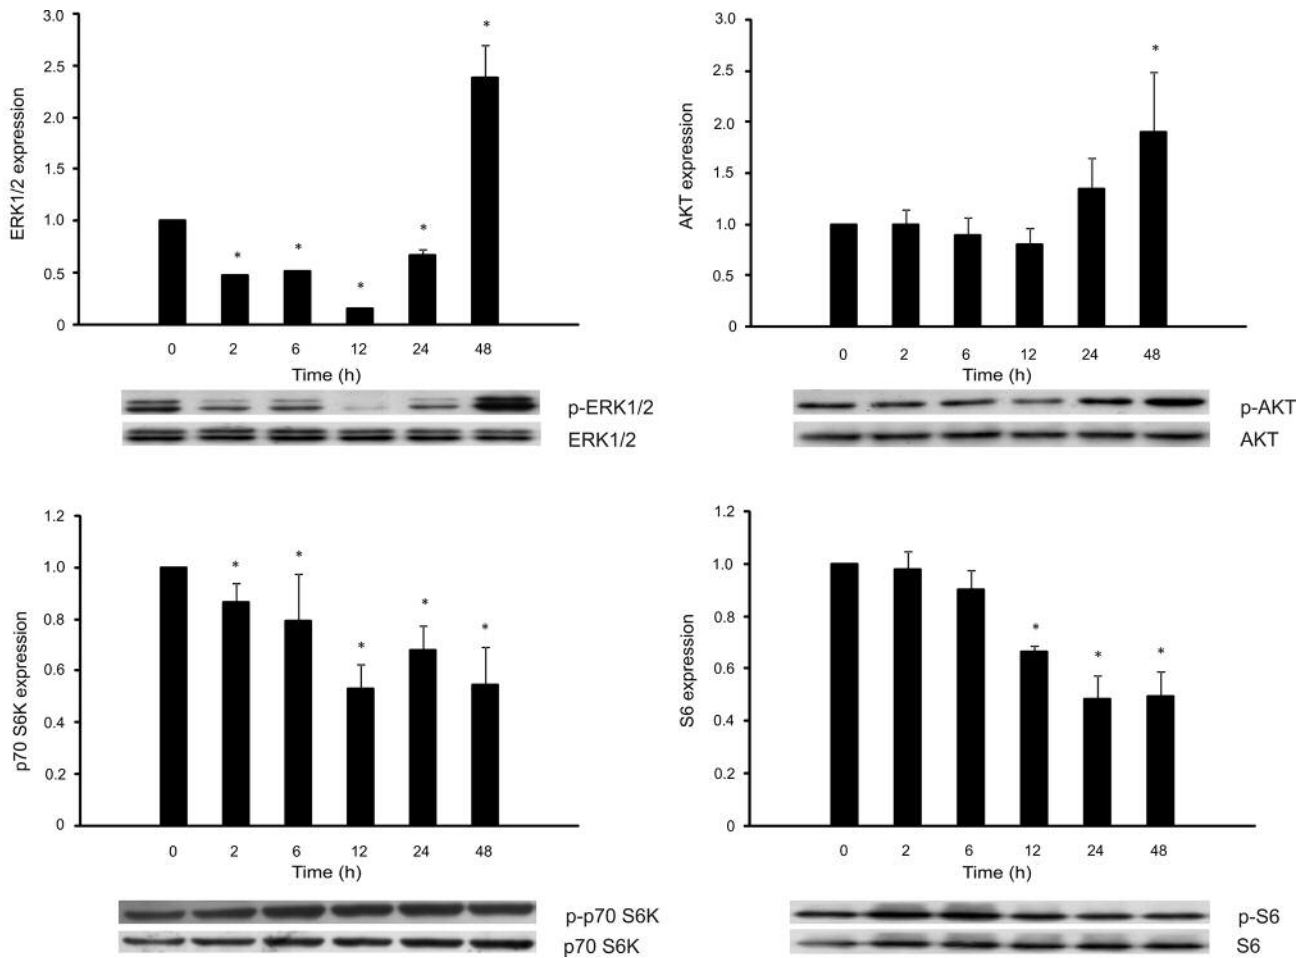 ERK1/2 expression
3.0
2.5
2.0
1.5
1.0
0.5
0
* * * * *
0 2 6 12 24 48
Time (h)
p-ERK1/2
ERK1/2
AKT expression
3.0
2.5
2.0
1.5
1.0
0.5
0
*
0 2 6 12 24 48
Time (h)
p-AKT
AKT
p70 S6K expression
1.2
1.0
0.8
0.6
0.4
0.2
0
* * * * *
0 2 6 12 24 48
Time (h)
p-p70 S6K
p70 S6K
S6 expression
1.2
1.0
0.8
0.6
0.4
0.2
0
* * *
0 2 6 12 24 48
Time (h)
p-S6
S6